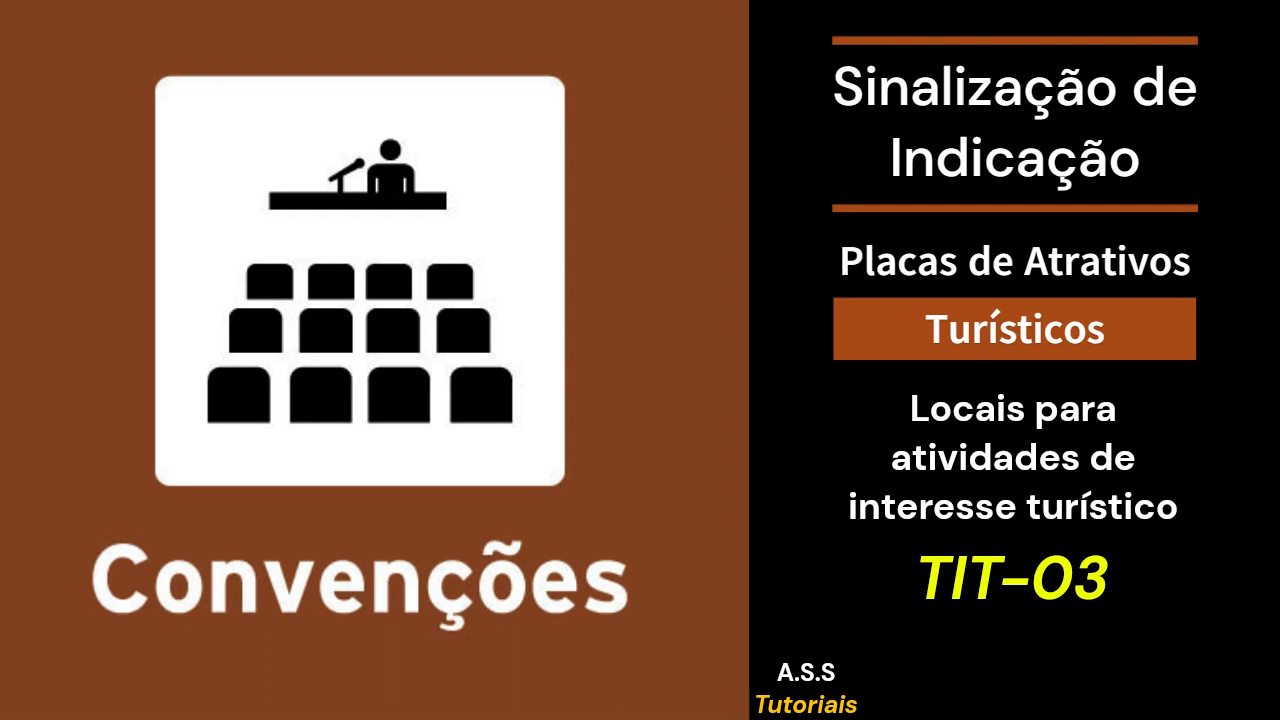 Convenções
Sinalização de
Indicação
Placas de Atrativos
Turísticos
Locais para
atividades de
interesse turístico
TIT-03
A.S.S
Tutoriais